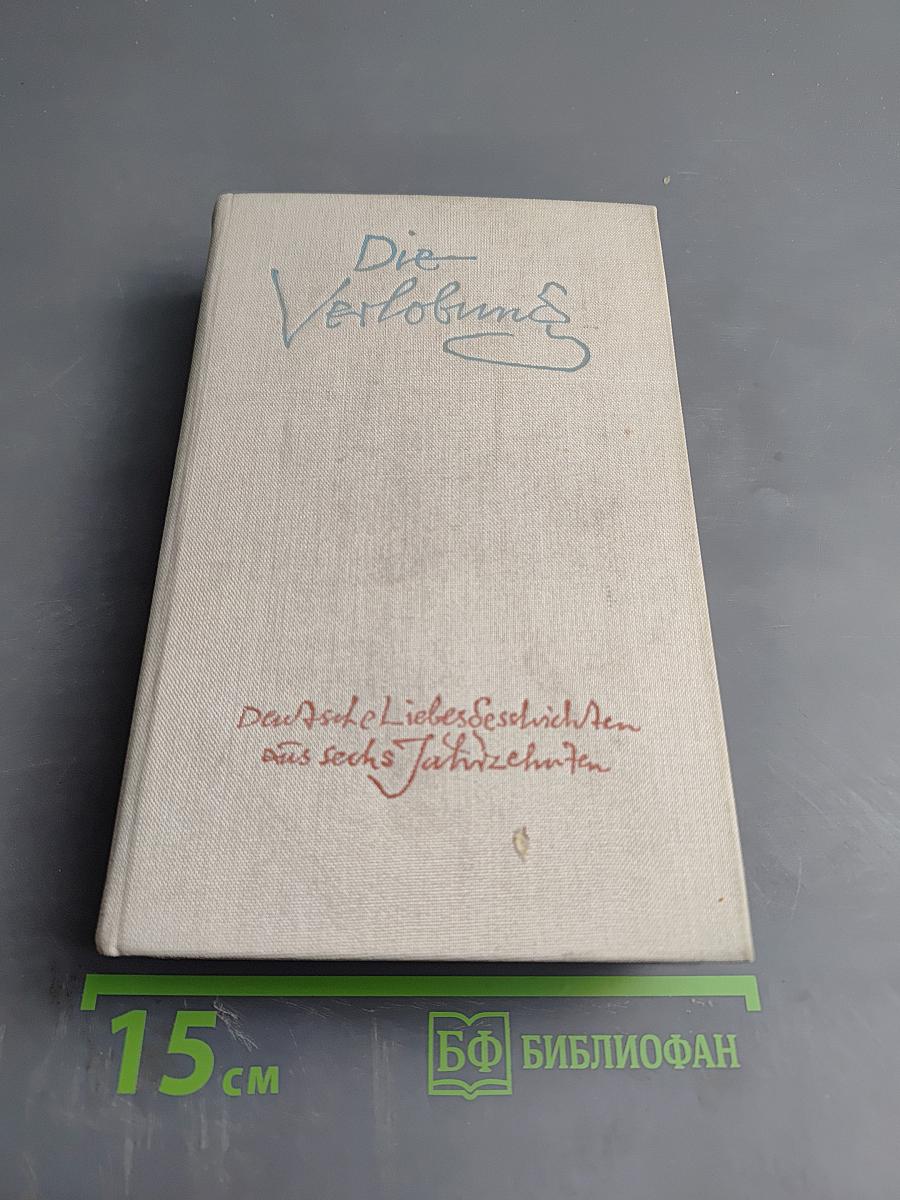 Die
Verlobung
Deutsche Liebesgeschichten
aus sechs Jahrzehnten
15 см
БФ БИБЛИОФАН